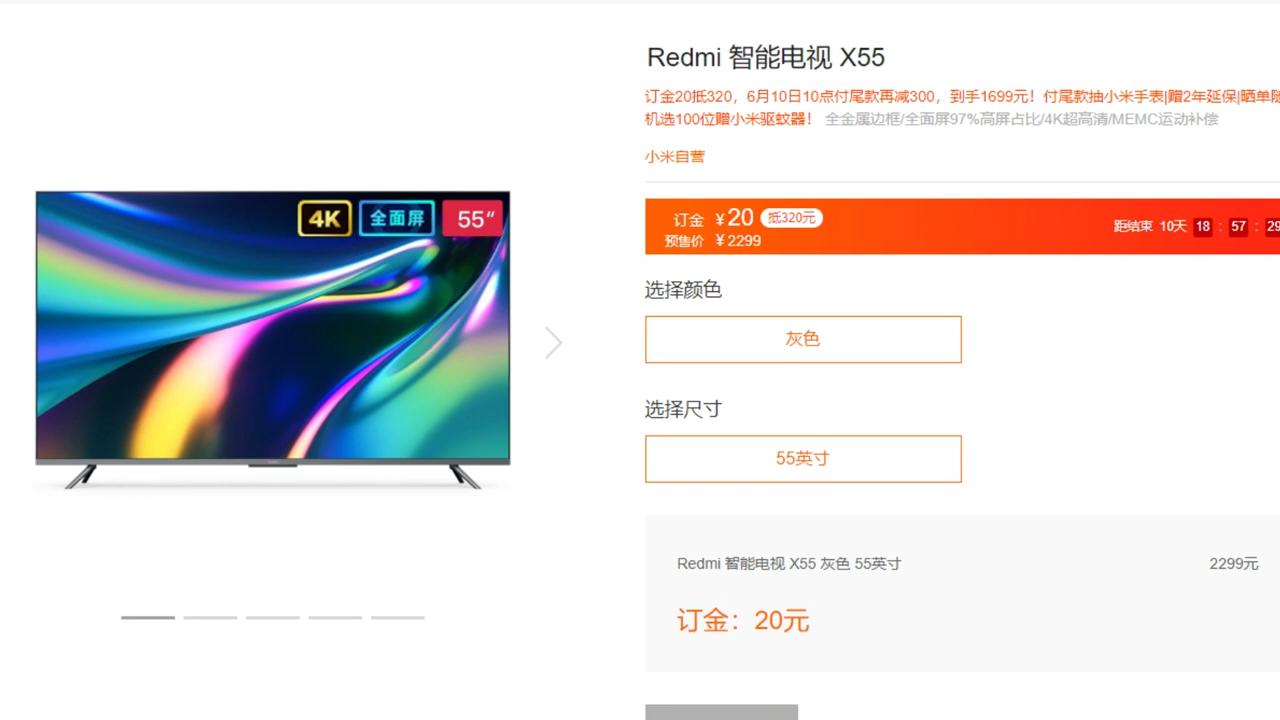 Redmi 智能电视 X55
订金20抵320，6月10日10点付尾款再减300，到手1699元！付尾款抽小米手表|赠2年延保|晒单随
机选100位赠小米驱蚊器！ 全金属边框/全面屏97%高屏占比/4K超高清/MEMC运动补偿
小米自营
订金 ¥20 抵320元
预售价 ¥2299
距结束 10天 18 : 57 : 29
4K 全面屏 55“
选择颜色
灰色
选择尺寸
55英寸
Redmi 智能电视 X55 灰色 55英寸 2299元
订金：20元